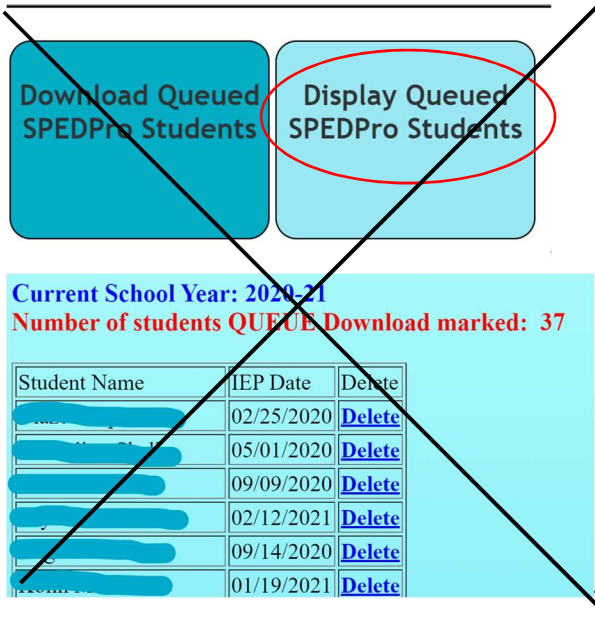 Download Queued
SPEDPro Students
Display Queued
SPEDPro Students
Current School Year: 2020-21
Number of students QUEUE Download marked: 37
Student Name IEP Date Delete
02/25/2020 Delete
05/01/2020 Delete
09/09/2020 Delete
02/12/2021 Delete
09/14/2020 Delete
01/19/2021 Delete